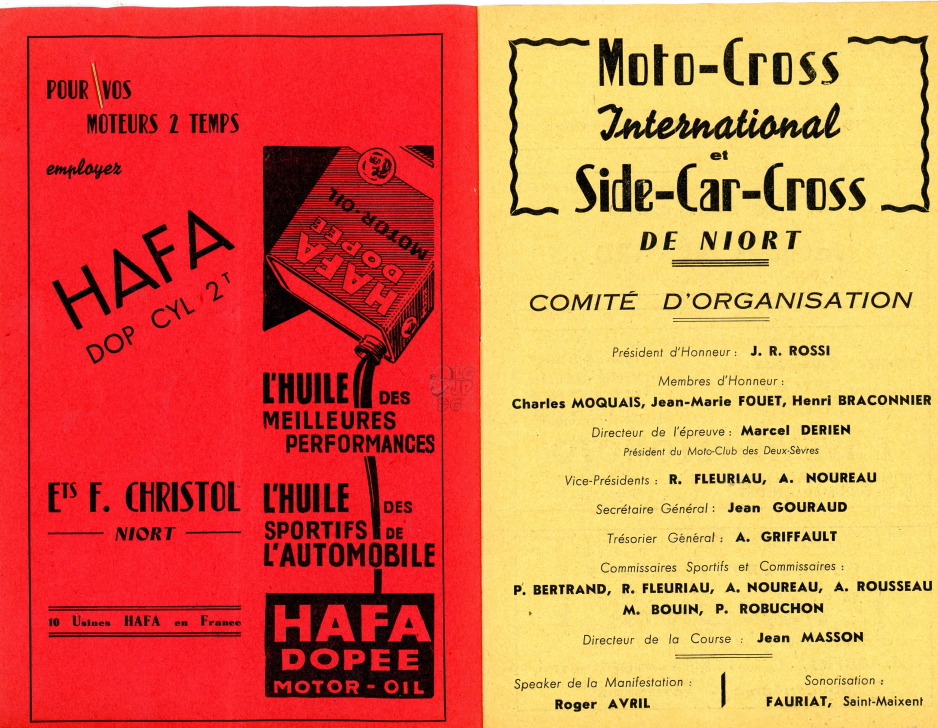 POUR VOS
MOTEURS 2 TEMPS
employez
HAFA
DOP CYL 2T
MOTOR-OIL
HAFA
DOPÉE
L'HUILE DES
MEILLEURES
PERFORMANCES
ETS F. CHRISTOL
NIORT
L'HUILE DES
SPORTIFS DE
L'AUTOMOBILE
10 Usines HAFA en France
HAFA
DOPEE
MOTOR-OIL
Moto-Cross
International
et
Side-Car-Cross
DE NIORT
COMITÉ D'ORGANISATION
Président d'Honneur : J. R. ROSSI
Membres d'Honneur :
Charles MOQUAIS, Jean-Marie FOUET, Henri BRACONNIER
Directeur de l'épreuve : Marcel DERIEN
Président du Moto-Club des Deux-Sèvres
Vice-Présidents : R. FLEURIAU, A. NOUREAU
Secrétaire Général : Jean GOURAUD
Trésorier Général : A. GRIFFAULT
Commissaires Sportifs et Commissaires :
P. BERTRAND, R. FLEURIAU, A. NOUREAU, A. ROUSSEAU
M. BOUIN, P. ROBUCHON
Directeur de la Course : Jean MASSON
Speaker de la Manifestation :
Roger AVRIL
Sonorisation :
FAURIAT, Saint-Maixent